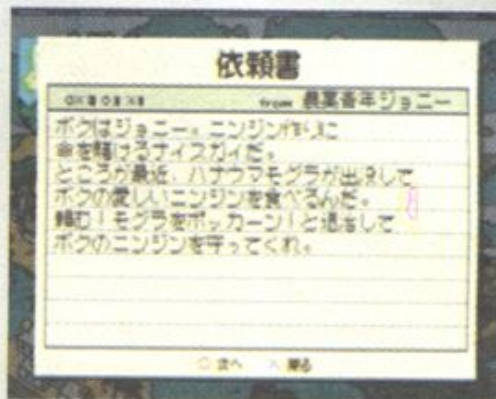 依頼書
○×月○×日 from 農業青年ジョニー
ボクはジョニー。ニンジン作りに
命を賭けるナイスガイだ。
ところが最近、ハナウマモグラが出没して
ボクの愛しいニンジンを食べるんだ。
頼む!モグラをポッカーン!と退治して
ボクのニンジンを守ってくれ。
○ 次へ × 戻る